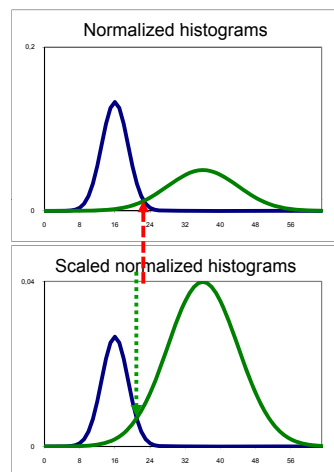 Normalized histograms
0,2
0
0 8 16 24 32 40 48 56
Scaled normalized histograms
0,04
0
0 8 16 24 32 40 48 56